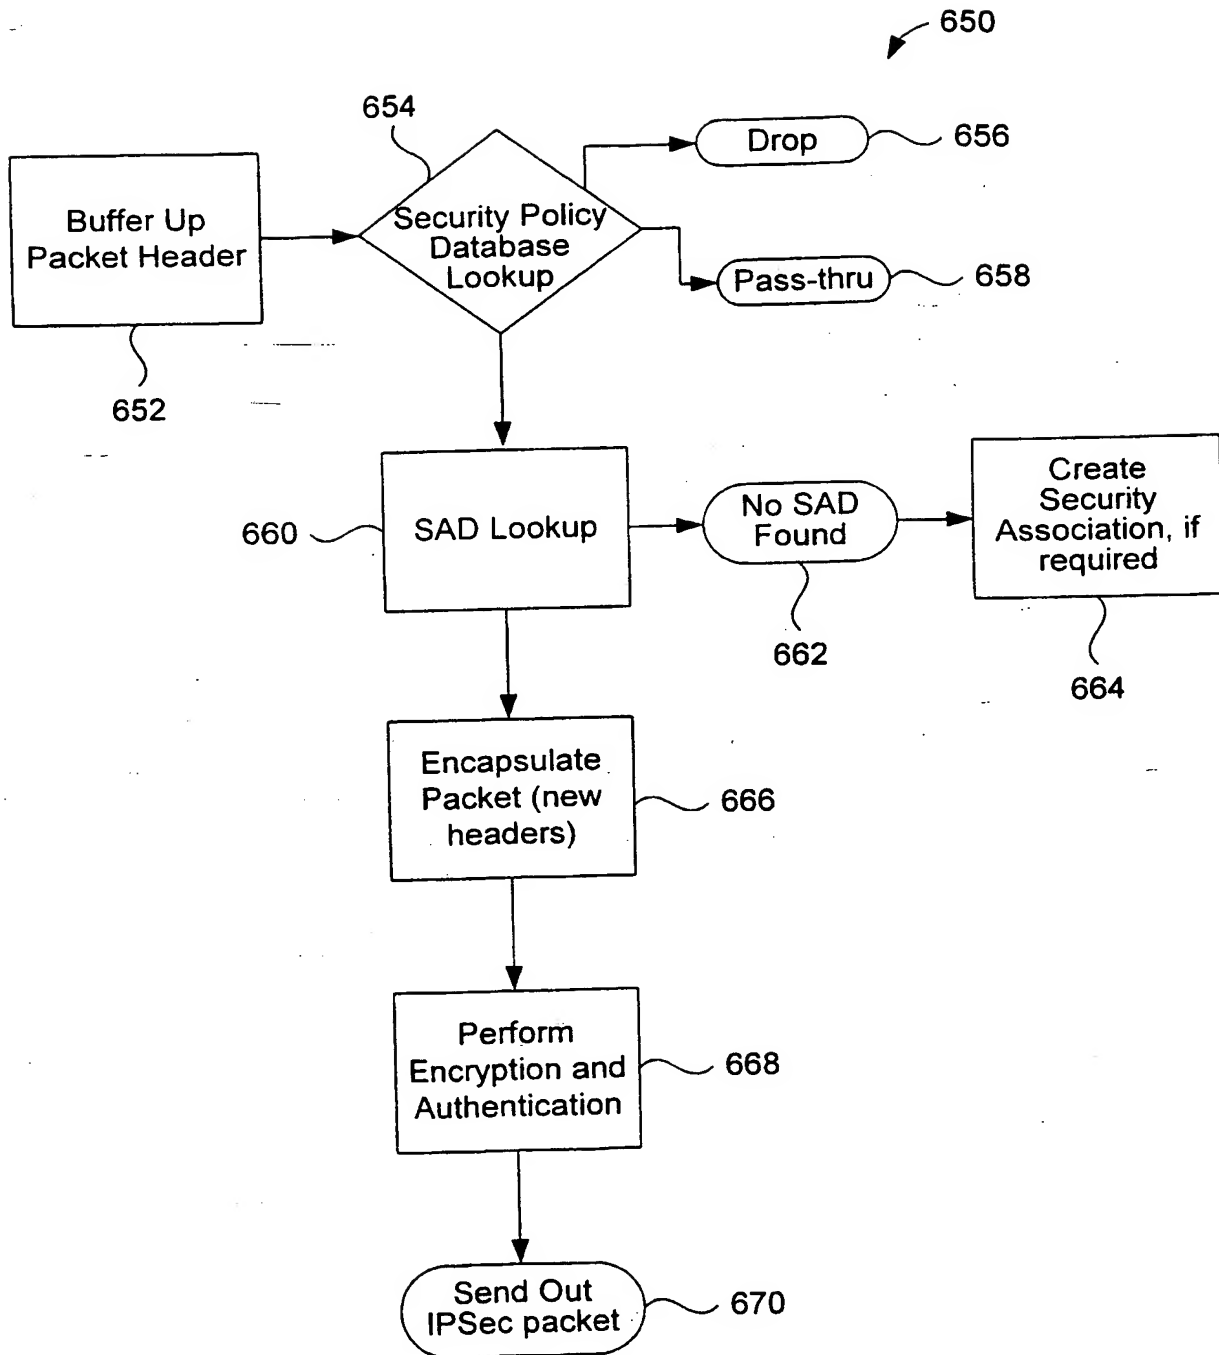 650
654
Drop
656
Buffer Up
Packet Header
Security Policy
Database
Lookup
Pass-thru
658
652
660
SAD Lookup
No SAD
Found
Create
Security
Association, if
required
662
664
Encapsulate
Packet (new
headers)
666
Perform
Encryption and
Authentication
668
Send Out
IPSec packet
670